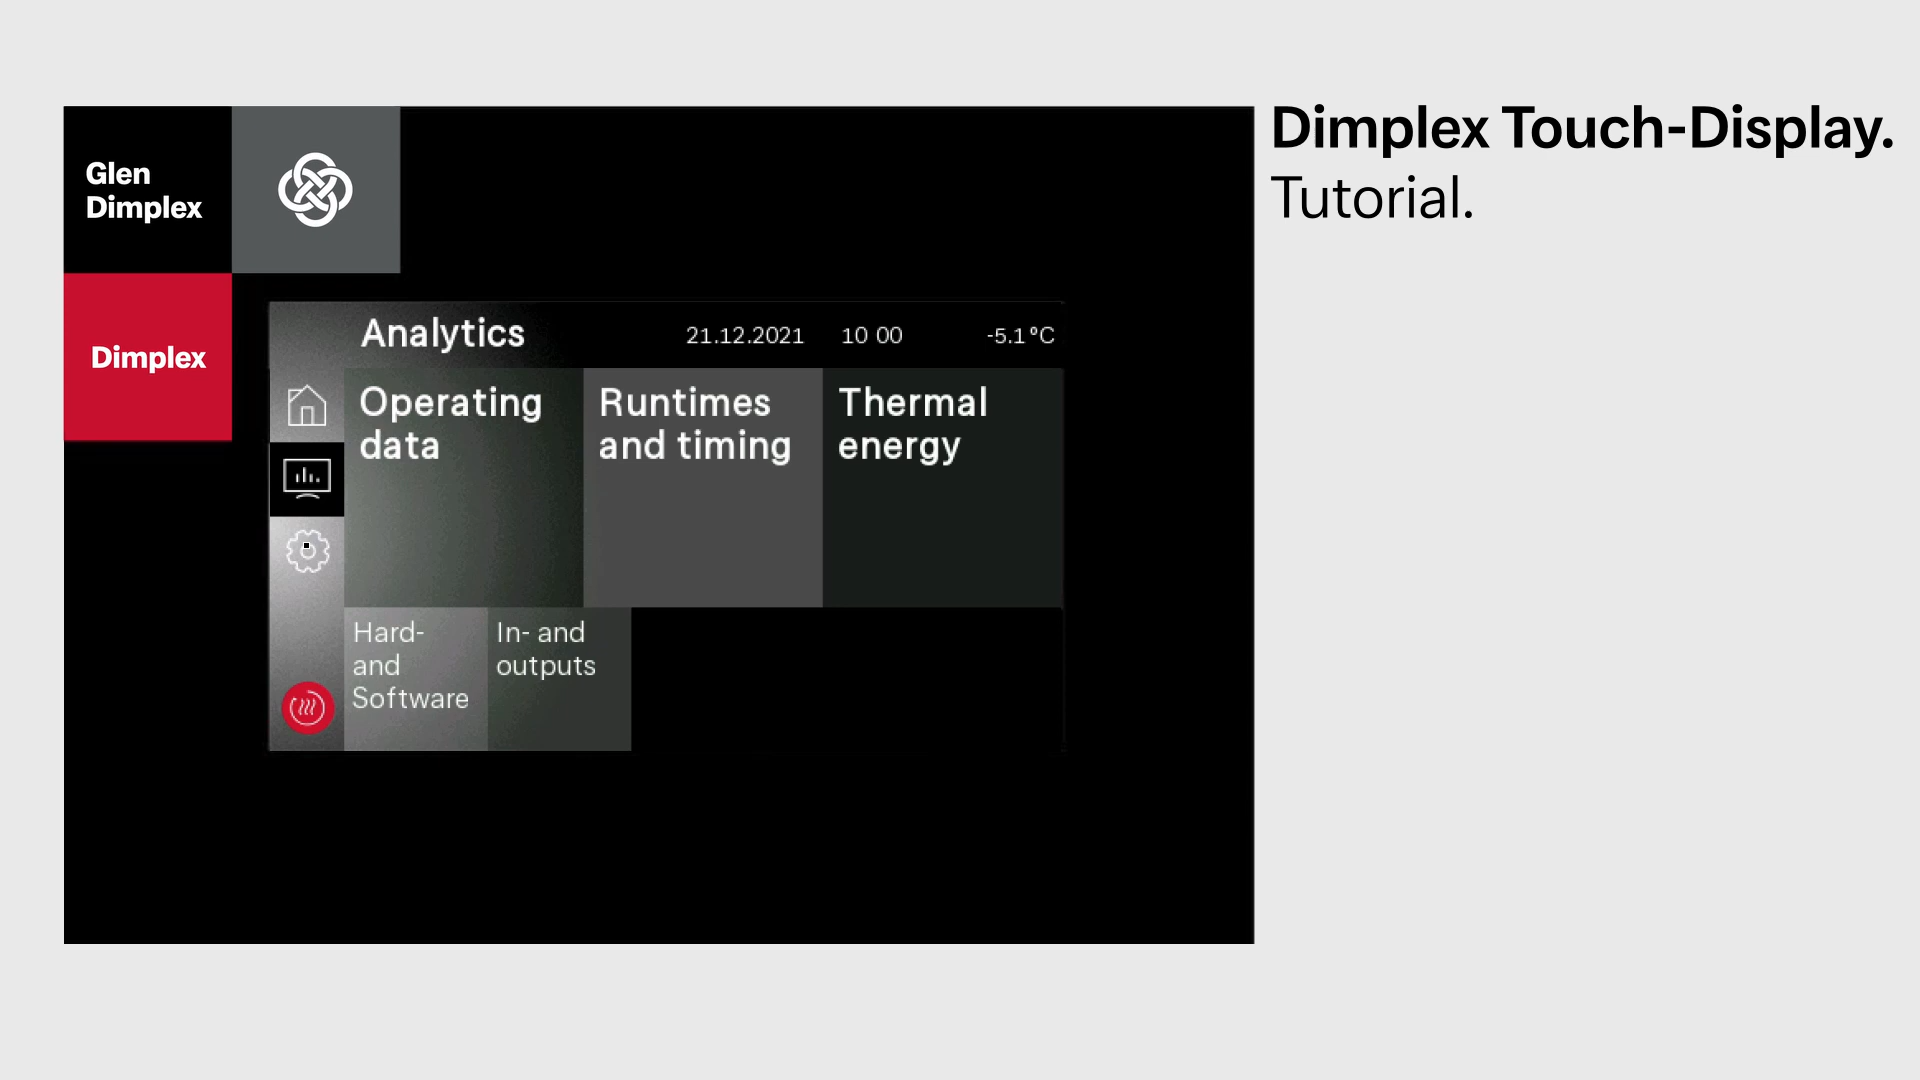 Glen
Dimplex
Dimplex
Dimplex Touch-Display.
Tutorial.
Analytics
21.12.2021 10 00 -5.1°C
Operating
data
Runtimes
and timing
Thermal
energy
Hard-
and
Software
In- and
outputs